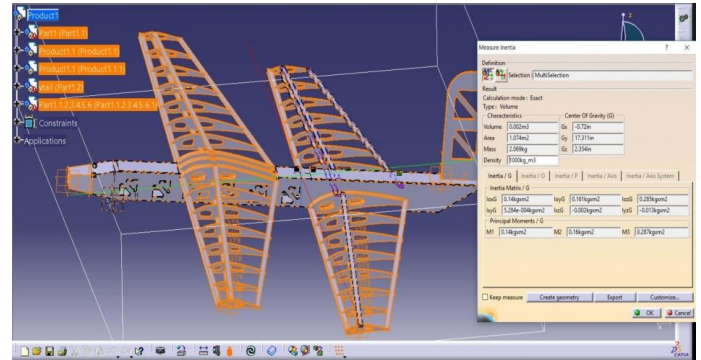 Product1
Part1 (Part1.1)
Product1.1 (Product1.1)
Product1.1 (Product1.1.1)
vtail (Part1.2)
Part1.1.2.3.4.5.6 (Part1.1.2.3.4.5.6.1)
Constraints
Applications
z
Measure Inertia ? ×
Definition
Selection : MultiSelection
Result
Calculation mode : Exact
Type : Volume
Characteristics Center Of Gravity (G)
Volume 0.002m3 Gx -0.72in
Area 1.074m2 Gy 17.311in
Mass 2.069kg Gz 2.354in
Density 1000kg_m3
Inertia / G Inertia / O Inertia / P Inertia / Axis Inertia / Axis System
Inertia Matrix / G
IoxG 0.14kgxm2 IoyG 0.161kgxm2 IozG 0.285kgxm2
IxyG 5.284e-004kgxm2 IxzG -0.002kgxm2 IyzG -0.013kgxm2
Principal Moments / G
M1 0.14kgxm2 M2 0.16kgxm2 M3 0.287kgxm2
Keep measure Create geometry Export Customize...
OK Cancel
CATIA